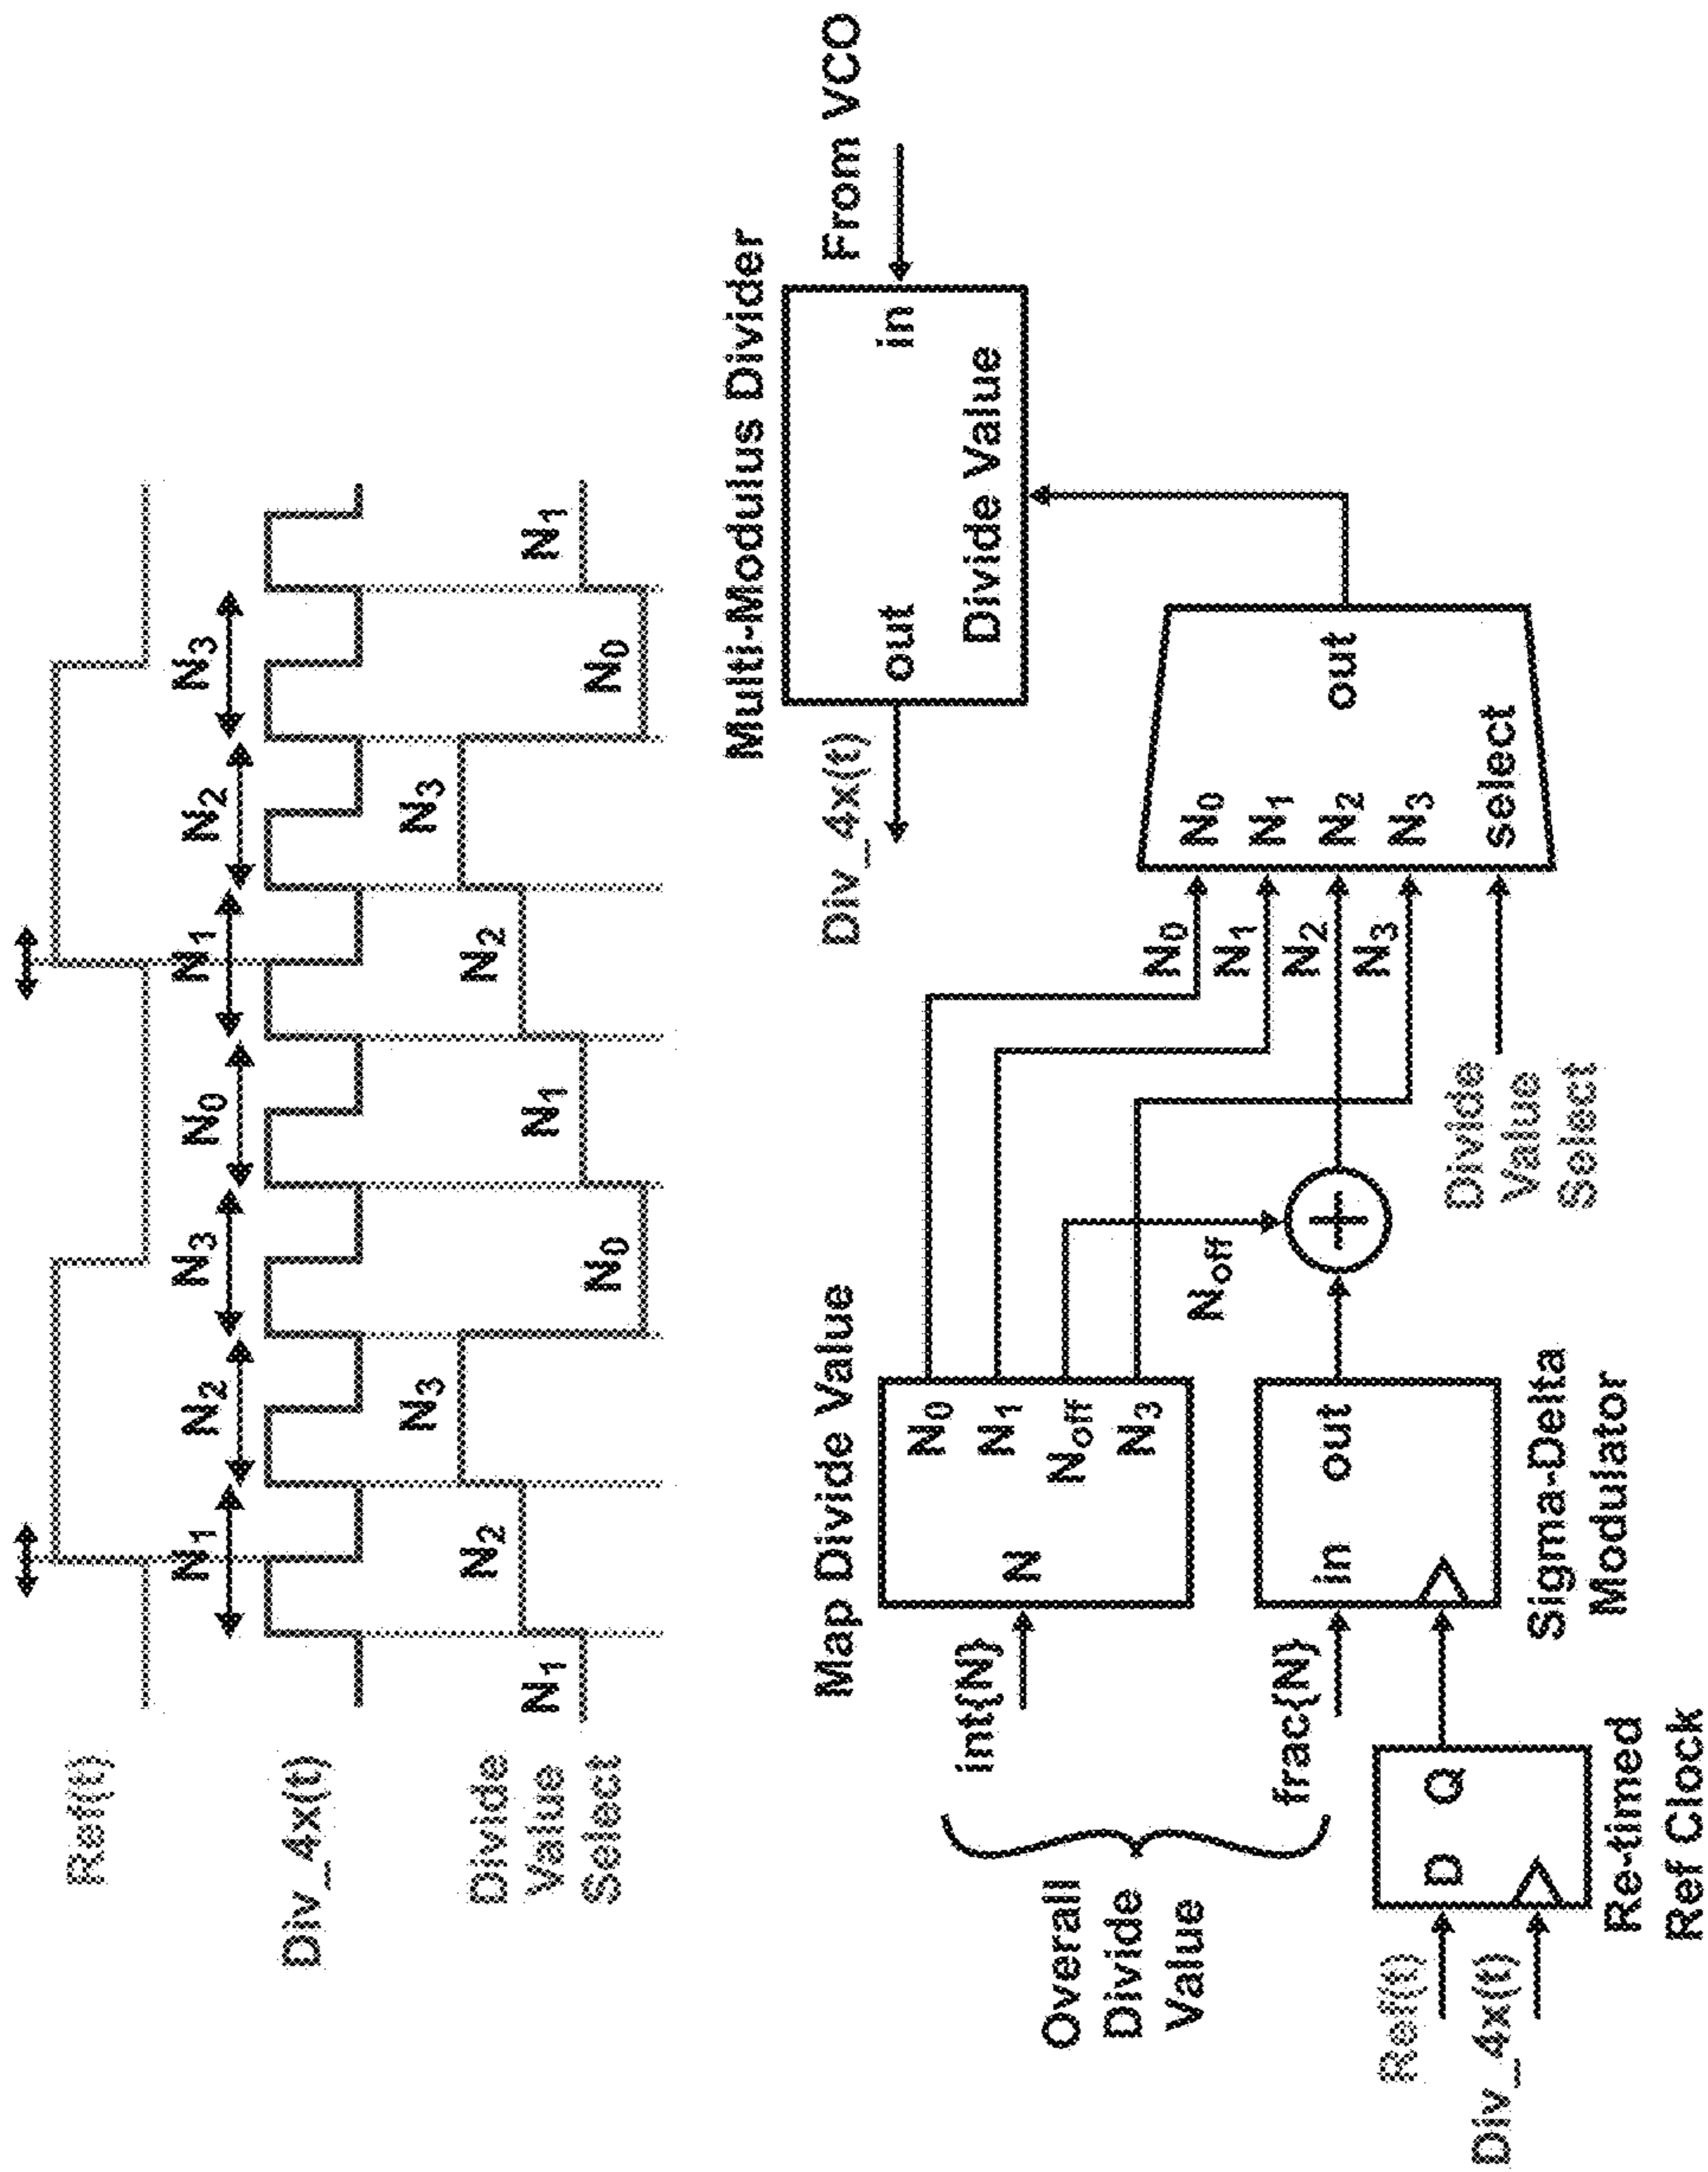 Ref(t)
N1 N2 N3 N0 N1 N2 N3
Div_4x(t)
Divide
Value
Select
N1 N2 N3 N0 N1 N2 N3 N0 N1
Map Divide Value
Multi-Modulus Divider
int{N}
N
N0
N1
Noff
N3
Div_4x(t)
out
in
Divide Value
From VCO
Overall
Divide
Value
Noff
N0
N1
N2
N3
N0
N1
N2
N3
out
select
frac{N}
in
out
Sigma-Delta
Modulator
Divide
Value
Select
Ref(t)
Div_4x(t)
D
Q
Re-timed
Ref Clock